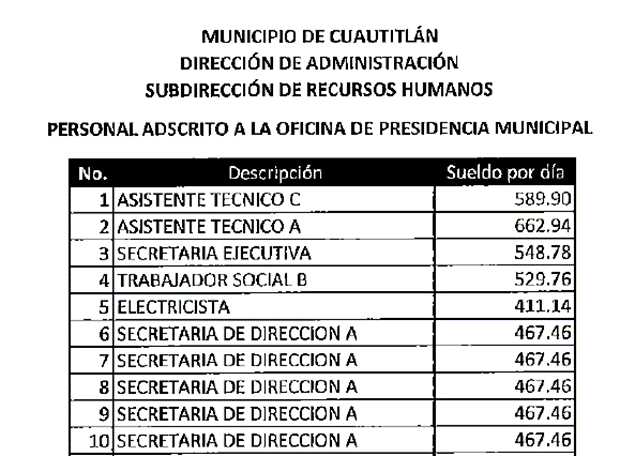 MUNICIPIO DE CUAUTITLÁN
DIRECCIÓN DE ADMINISTRACIÓN
SUBDIRECCIÓN DE RECURSOS HUMANOS
PERSONAL ADSCRITO A LA OFICINA DE PRESIDENCIA MUNICIPAL
No. Descripción Sueldo por día
1 ASISTENTE TECNICO C 589.90
2 ASISTENTE TECNICO A 662.94
3 SECRETARIA EJECUTIVA 548.78
4 TRABAJADOR SOCIAL B 529.76
5 ELECTRICISTA 411.14
6 SECRETARIA DE DIRECCION A 467.46
7 SECRETARIA DE DIRECCION A 467.46
8 SECRETARIA DE DIRECCION A 467.46
9 SECRETARIA DE DIRECCION A 467.46
10 SECRETARIA DE DIRECCION A 467.46